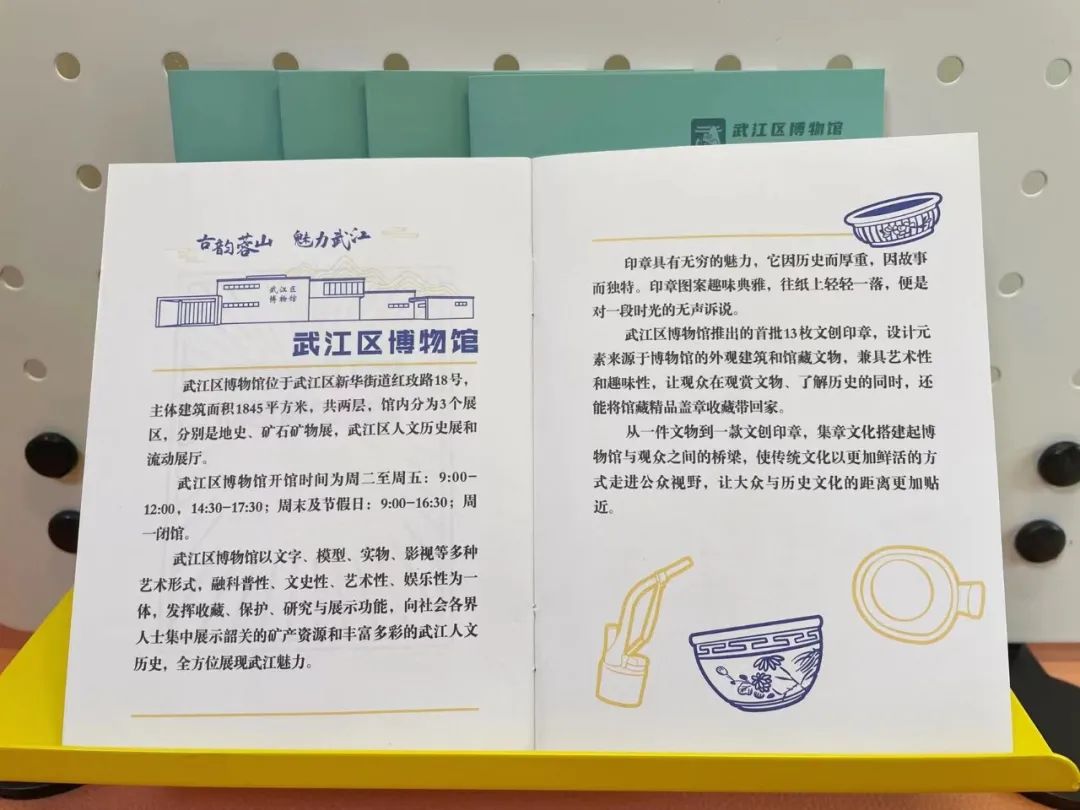 武江区博物馆
古韵蓉山 魅力武江
武江区
博物馆
武江区博物馆
武江区博物馆位于武江区新华街道红玫路18号，
主体建筑面积1845平方米，共两层，馆内分为3个展
区，分别是地史、矿石矿物展，武江区人文历史展和
流动展厅。
武江区博物馆开馆时间为周二至周五：9:00-
12:00，14:30-17:30；周末及节假日：9:00-16:30；周
一闭馆。
武江区博物馆以文字、模型、实物、影视等多种
艺术形式，融科普性、文史性、艺术性、娱乐性为一
体，发挥收藏、保护、研究与展示功能，向社会各界
人士集中展示韶关的矿产资源和丰富多彩的武江人文
历史，全方位展现武江魅力。
印章具有无穷的魅力，它因历史而厚重，因故事
而独特。印章图案趣味典雅，往纸上轻轻一落，便是
对一段时光的无声诉说。
武江区博物馆推出的首批13枚文创印章，设计元
素来源于博物馆的外观建筑和馆藏文物，兼具艺术性
和趣味性，让观众在观赏文物、了解历史的同时，还
能将馆藏精品盖章收藏带回家。
从一件文物到一款文创印章，集章文化搭建起博
物馆与观众之间的桥梁，使传统文化以更加鲜活的方
式走进公众视野，让大众与历史文化的距离更加贴
近。